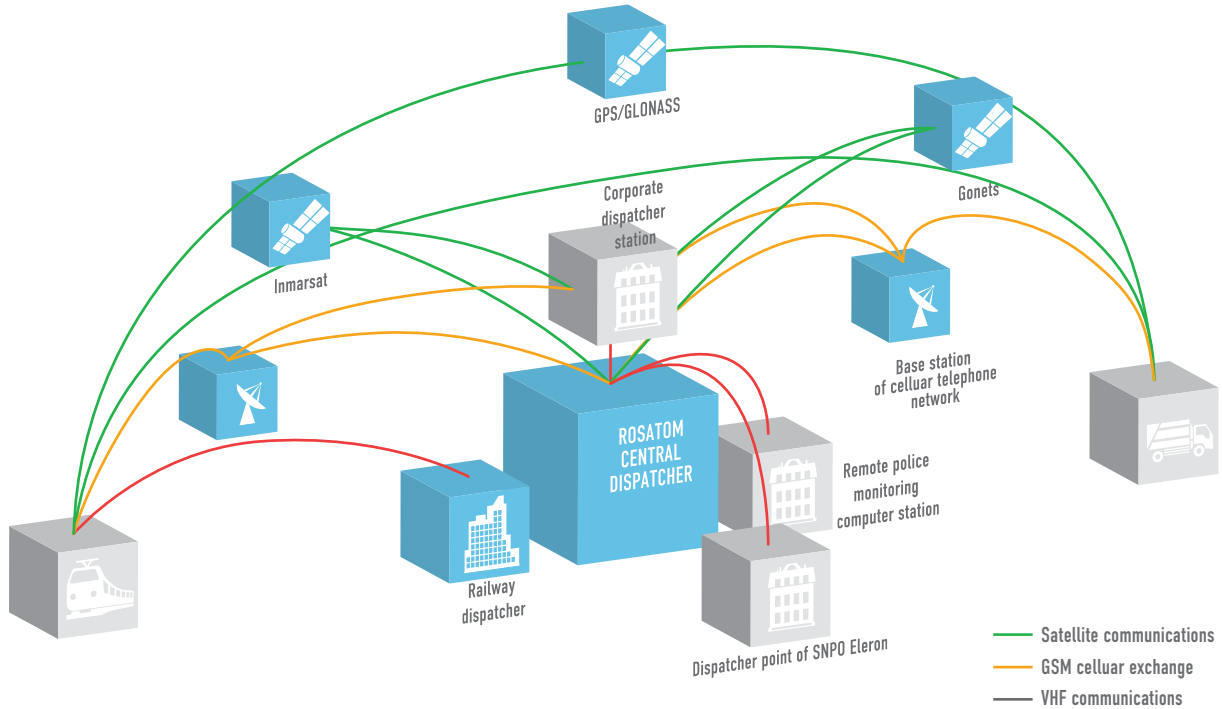 GPS/GLONASS
Gonets
Corporate
dispatcher
station
Inmarsat
Base station
of celluar telephone
network
ROSATOM
CENTRAL
DISPATCHER
Remote police
monitoring
computer station
Railway
dispatcher
Dispatcher point of SNPO Eleron
Satellite communications
GSM celluar exchange
VHF communications